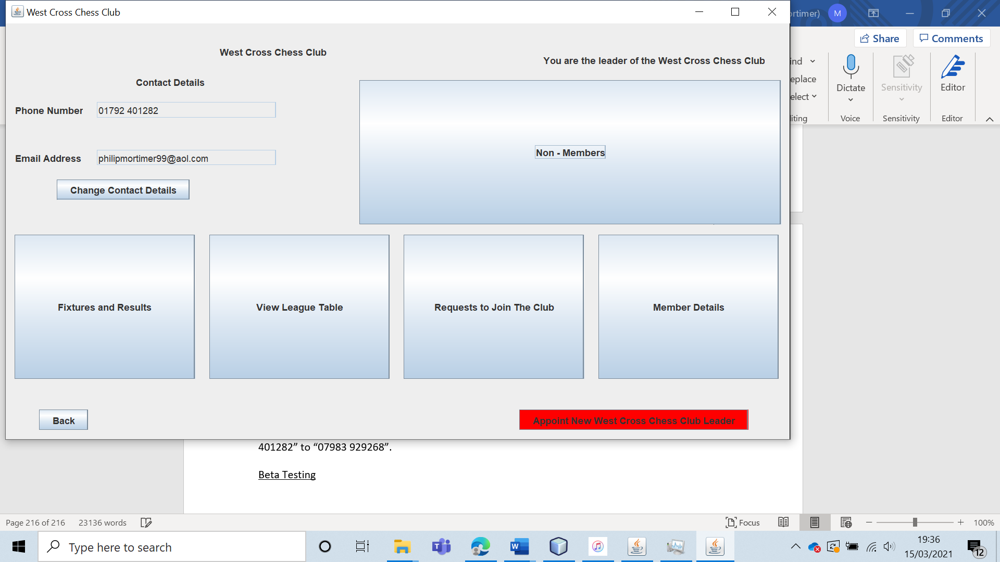 West Cross Chess Club
ortimer) M
Share Comments
West Cross Chess Club
You are the leader of the West Cross Chess Club
Contact Details
Phone Number 01792 401282
Email Address philipmortimer99@aol.com
Change Contact Details
Non - Members
ind
eplace
elect
iting
Dictate
Voice
Sensitivity
Sensitivity
Editor
Editor
Fixtures and Results
View League Table
Requests to Join The Club
Member Details
Back
Appoint New West Cross Chess Club Leader
401282” to “07983 929268”.
Beta Testing
Page 216 of 216 23136 words
Focus
100%
Type here to search
19:36
15/03/2021
12